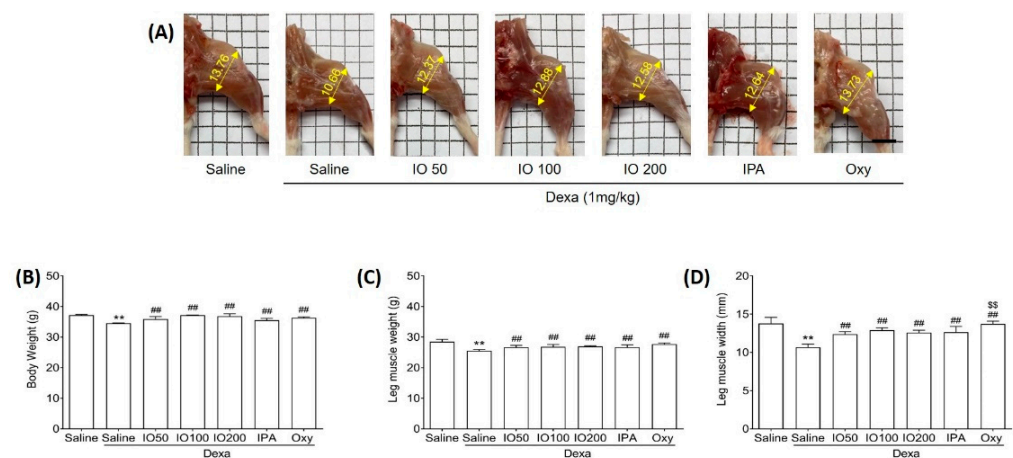 (A)
13.76
10.66
12.37
12.88
12.58
12.64
13.73
Saline
Saline
IO 50
IO 100
IO 200
IPA
Oxy
Dexa (1mg/kg)
(B)
Body Weight (g)
50
40
30
20
10
0
**
##
##
##
##
##
Saline Saline IO50 IO100 IO200 IPA Oxy
Dexa
(C)
Leg muscle weight (g)
50
40
30
20
10
0
**
##
##
##
##
##
Saline Saline IO50 IO100 IO200 IPA Oxy
Dexa
(D)
Leg muscle width (mm)
20
15
10
5
0
**
##
##
##
##
$$
##
Saline Saline IO50 IO100 IO200 IPA Oxy
Dexa